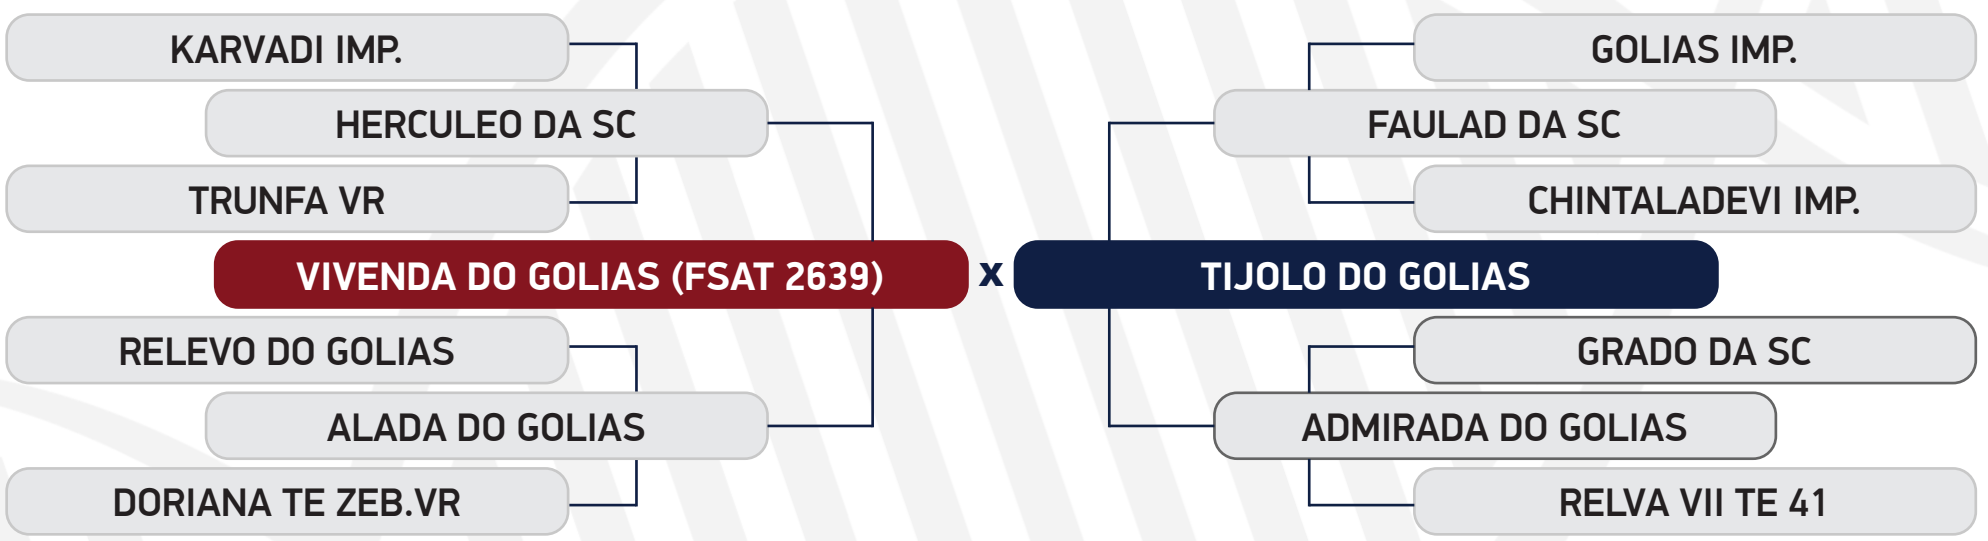 KARVADI IMP.
HERCULEO DA SC
TRUNFA VR
VIVENDA DO GOLIAS (FSAT 2639)
RELEVO DO GOLIAS
ALADA DO GOLIAS
DORIANA TE ZEB.VR
x
GOLIAS IMP.
FAULAD DA SC
CHINTALADEVI IMP.
TIJOLO DO GOLIAS
GRADO DA SC
ADMIRADA DO GOLIAS
RELVA VII TE 41